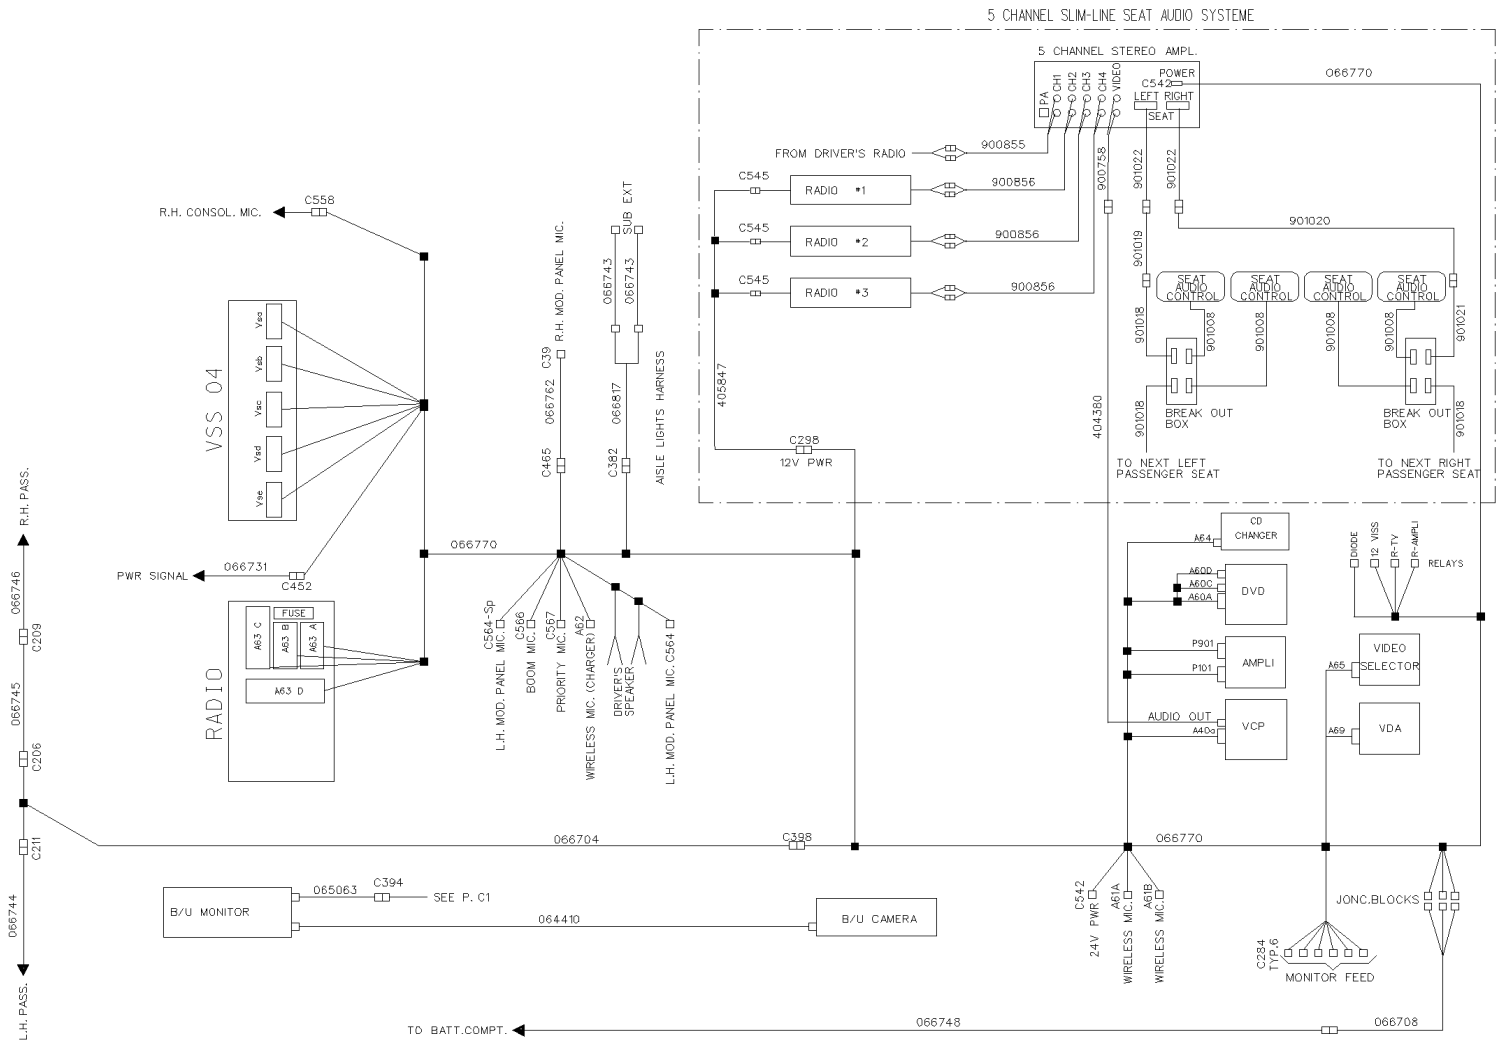 5 CHANNEL SLIM-LINE SEAT AUDIO SYSTEME
5 CHANNEL STEREO AMPL.
POWER
C542
LEFT RIGHT
SEAT
PA
CH1
CH2
CH3
CH4
VIDEO
066770
FROM DRIVER'S RADIO
900855
C545
RADIO #1
900856
C545
RADIO #2
900856
C545
RADIO #3
900856
900758
901022
901022
901020
901019
901018
SEAT
AUDIO
CONTROL
SEAT
AUDIO
CONTROL
SEAT
AUDIO
CONTROL
SEAT
AUDIO
CONTROL
901008
901008
901008
901008
901021
901018
901018
BREAK OUT
BOX
BREAK OUT
BOX
TO NEXT LEFT
PASSENGER SEAT
TO NEXT RIGHT
PASSENGER SEAT
405847
404380
C298
12V PWR
R.H. CONSOL. MIC.
C558
VSS 04
Vsa
Vsb
Vsc
Vsd
Vse
PWR SIGNAL
066731
C452
RADIO
A63 C
FUSE
A63 B
A63 A
A63 D
066770
R.H. MOD. PANEL MIC.
C39
066762
C465
SUB EXT
066743
066743
066817
C382
AISLE LIGHTS HARNESS
C564-Sp
L.H. MOD. PANEL MIC.
C566
BOOM MIC.
C567
PRIORITY MIC.
A62
WIRELESS MIC. (CHARGER)
DRIVER'S
SPEAKER
L.H. MOD. PANEL MIC. C564
R.H. PASS.
066746
C209
066745
C206
C211
066744
L.H. PASS.
066704
C398
066770
A64
CD
CHANGER
A60D
A60C
A60A
DVD
P901
P101
AMPLI
AUDIO OUT
A40a
VCP
DIODE
12 VISS
R-TV
R-AMPLI
RELAYS
A65
VIDEO
SELECTOR
A69
VDA
B/U MONITOR
065063
C394
SEE P. C1
064410
B/U CAMERA
C542
24V PWR
A61A
WIRELESS MIC.
A61B
WIRELESS MIC.
C284
TYP.6
MONITOR FEED
JONC.BLOCKS
TO BATT.COMPT.
066748
066708